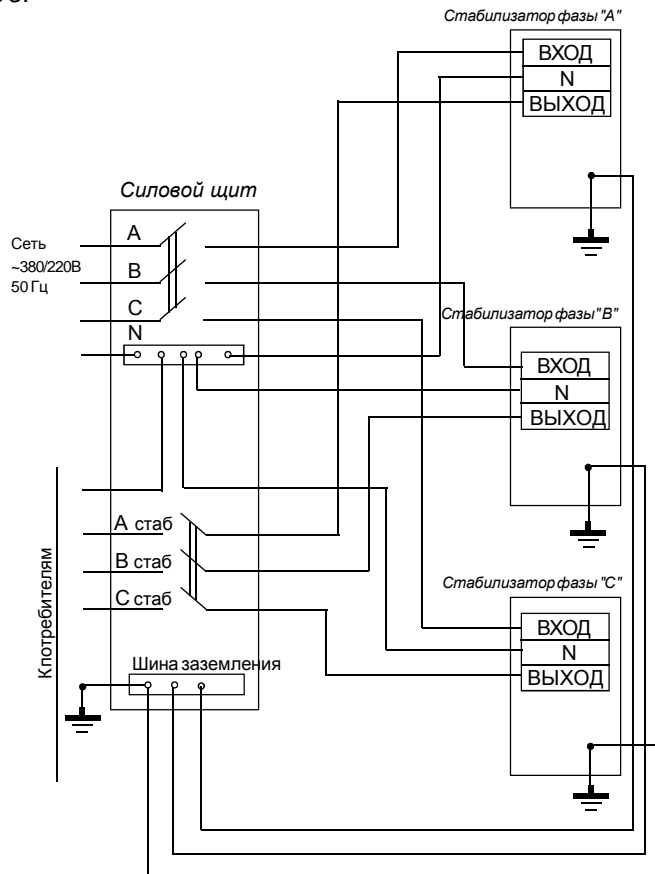 Стабилизатор фазы "А"
ВХОД
N
ВЫХОД
Силовой щит
Сеть
~380/220В
50 Гц
A
B
C
N
Стабилизатор фазы"В"
ВХОД
N
ВЫХОД
А стаб
В стаб
С стаб
Кпотребителям
Шина заземления
Стабилизатор фазы "С"
ВХОД
N
ВЫХОД